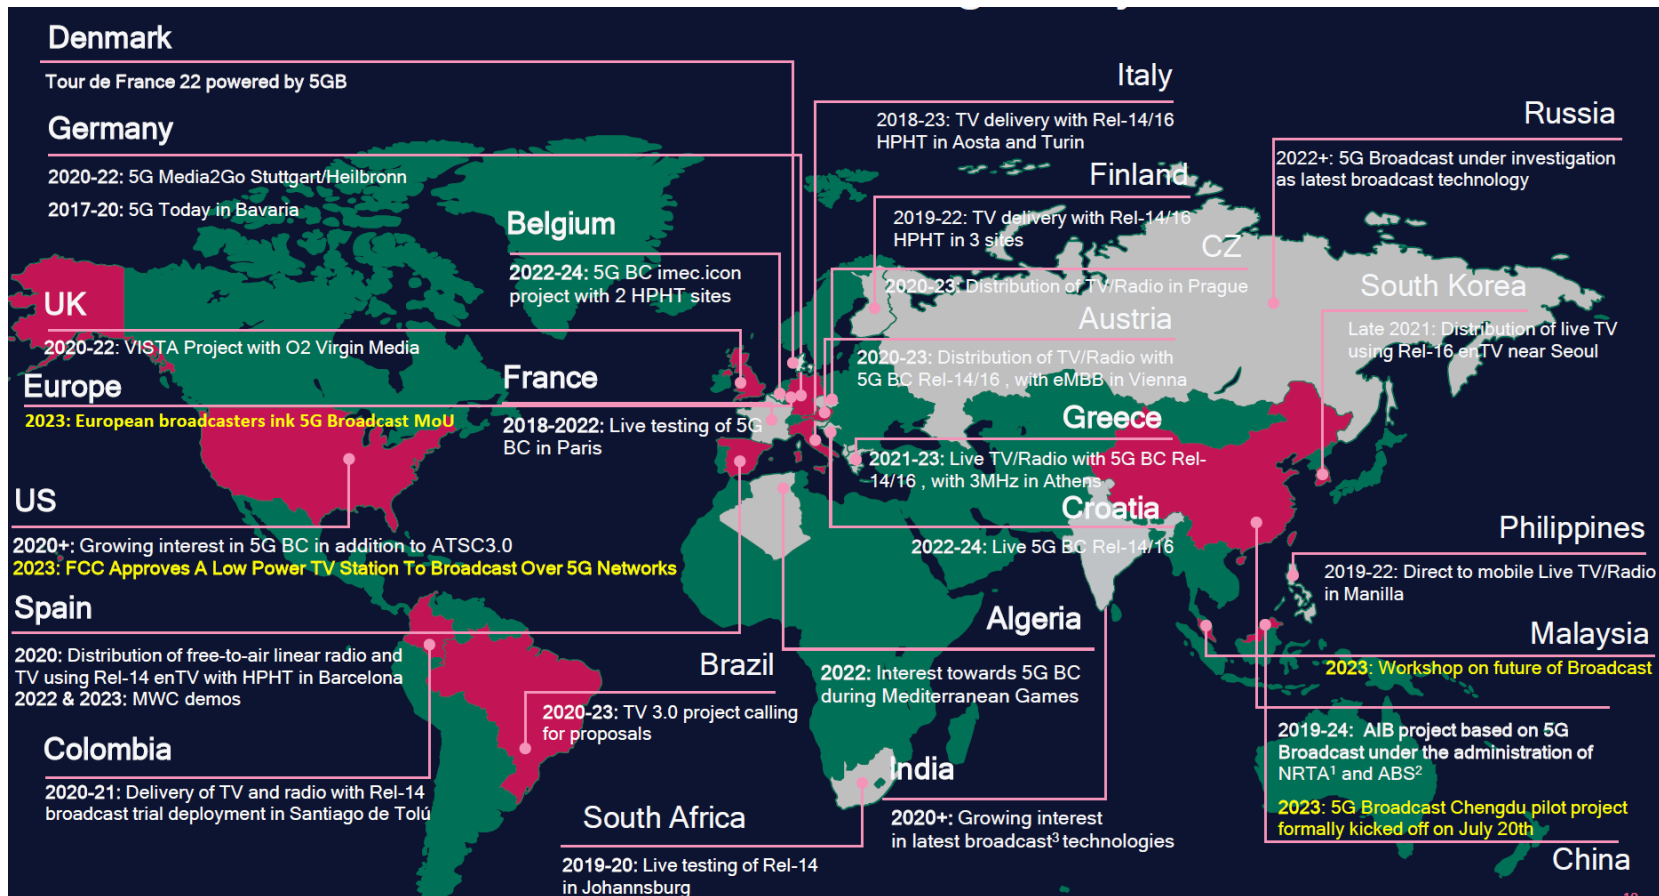 Denmark
Tour de France 22 powered by 5GB
Germany
2020-22: 5G Media2Go Stuttgart/Heilbronn
2017-20: 5G Today in Bavaria
Belgium
2022-24: 5G BC imec.icon
project with 2 HPHT sites
UK
2020-22: VISTA Project with O2 Virgin Media
Europe
2023: European broadcasters ink 5G Broadcast MoU
France
2018-2022: Live testing of 5G
BC in Paris
US
2020+: Growing interest in 5G BC in addition to ATSC3.0
2023: FCC Approves A Low Power TV Station To Broadcast Over 5G Networks
Spain
2020: Distribution of free-to-air linear radio and
TV using Rel-14 enTV with HPHT in Barcelona
2022 & 2023: MWC demos
Colombia
2020-21: Delivery of TV and radio with Rel-14
broadcast trial deployment in Santiago de Tolú
Brazil
2020-23: TV 3.0 project calling
for proposals
South Africa
2019-20: Live testing of Rel-14
in Johannsburg
Italy
2018-23: TV delivery with Rel-14/16
HPHT in Aosta and Turin
Finland
2019-22: TV delivery with Rel-14/16
HPHT in 3 sites
CZ
2020-23: Distribution of TV/Radio in Prague
Austria
2020-23: Distribution of TV/Radio with
5G BC Rel-14/16 , with eMBB in Vienna
Greece
2021-23: Live TV/Radio with 5G BC Rel-
14/16 , with 3MHz in Athens
Croatia
2022-24: Live 5G BC Rel-14/16
Algeria
2022: Interest towards 5G BC
during Mediterranean Games
India
2020+: Growing interest
in latest broadcast³ technologies
Russia
2022+: 5G Broadcast under investigation
as latest broadcast technology
South Korea
Late 2021: Distribution of live TV
using Rel-16 enTV near Seoul
Philippines
2019-22: Direct to mobile Live TV/Radio
in Manilla
Malaysia
2023: Workshop on future of Broadcast
2019-24: AIB project based on 5G
Broadcast under the administration of
NRTA¹ and ABS²
2023: 5G Broadcast Chengdu pilot project
formally kicked off on July 20th
China